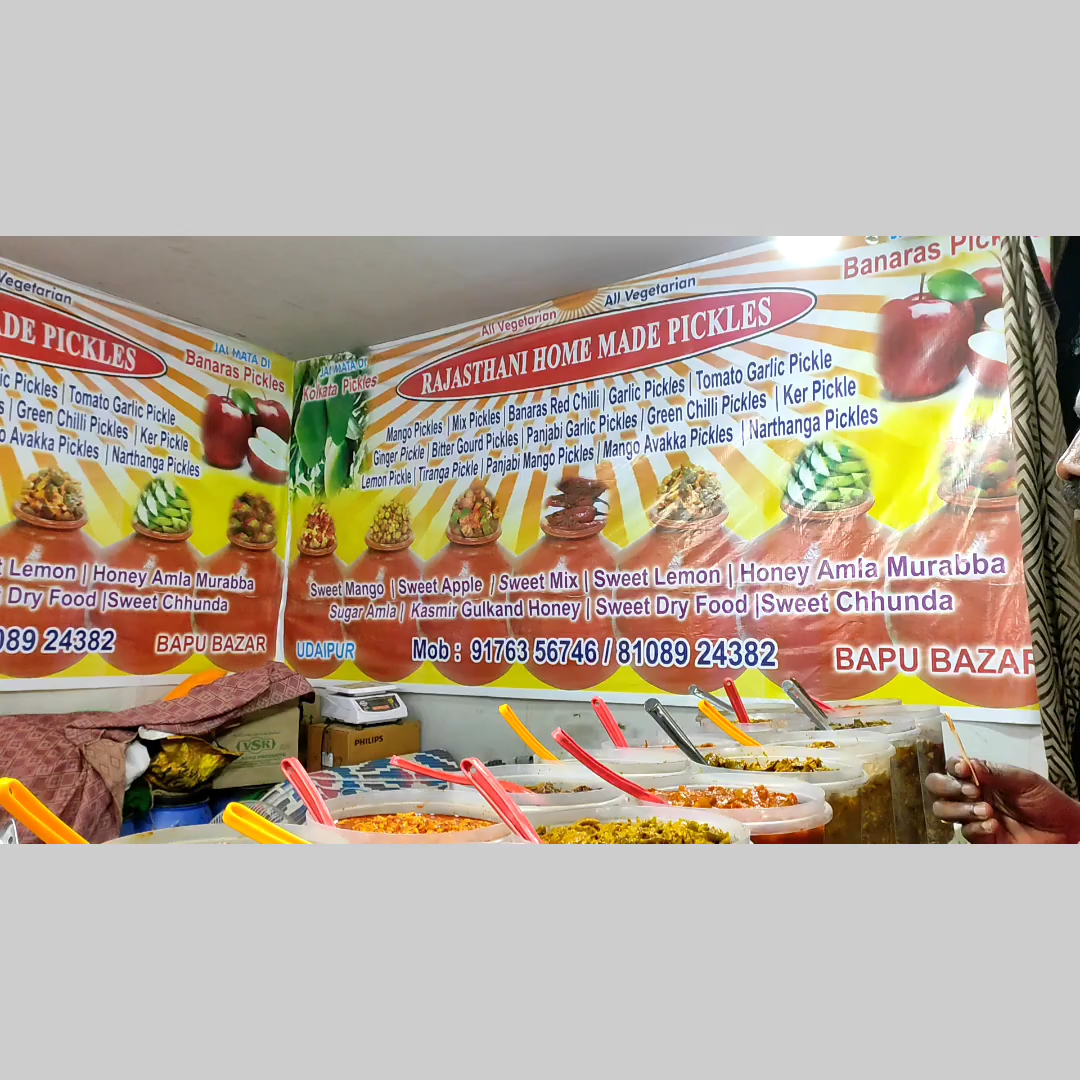 Vegetarian
ADE PICKLES
JAI MATA DI
Banaras Pickles
ic Pickles | Tomato Garlic Pickle
s | Green Chilli Pickles | Ker Pickle
o Avakka Pickles | Narthanga Pickles
t Lemon | Honey Amla Murabba
Dry Food |Sweet Chhunda
089 24382
BAPU BAZAR
JAI MATA DI
Kolkata Pickles
All Vegetarian
All Vegetarian
Banaras Pick
RAJASTHANI HOME MADE PICKLES
Mango Pickles | Mix Pickles | Banaras Red Chilli | Garlic Pickles | Tomato Garlic Pickle
Ginger Pickle | Bitter Gourd Pickles | Panjabi Garlic Pickles / Green Chilli Pickles | Ker Pickle
Lemon Pickle | Tiranga Pickle | Panjabi Mango Pickles | Mango Avakka Pickles | Narthanga Pickles
Sweet Mango | Sweet Apple / Sweet Mix | Sweet Lemon | Honey Amla Murabba
Sugar Amla | Kasmir Gulkand Honey | Sweet Dry Food |Sweet Chhunda
UDAIPUR
Mob : 91763 56746 / 81089 24382
BAPU BAZAR
VSK
PHILIPS